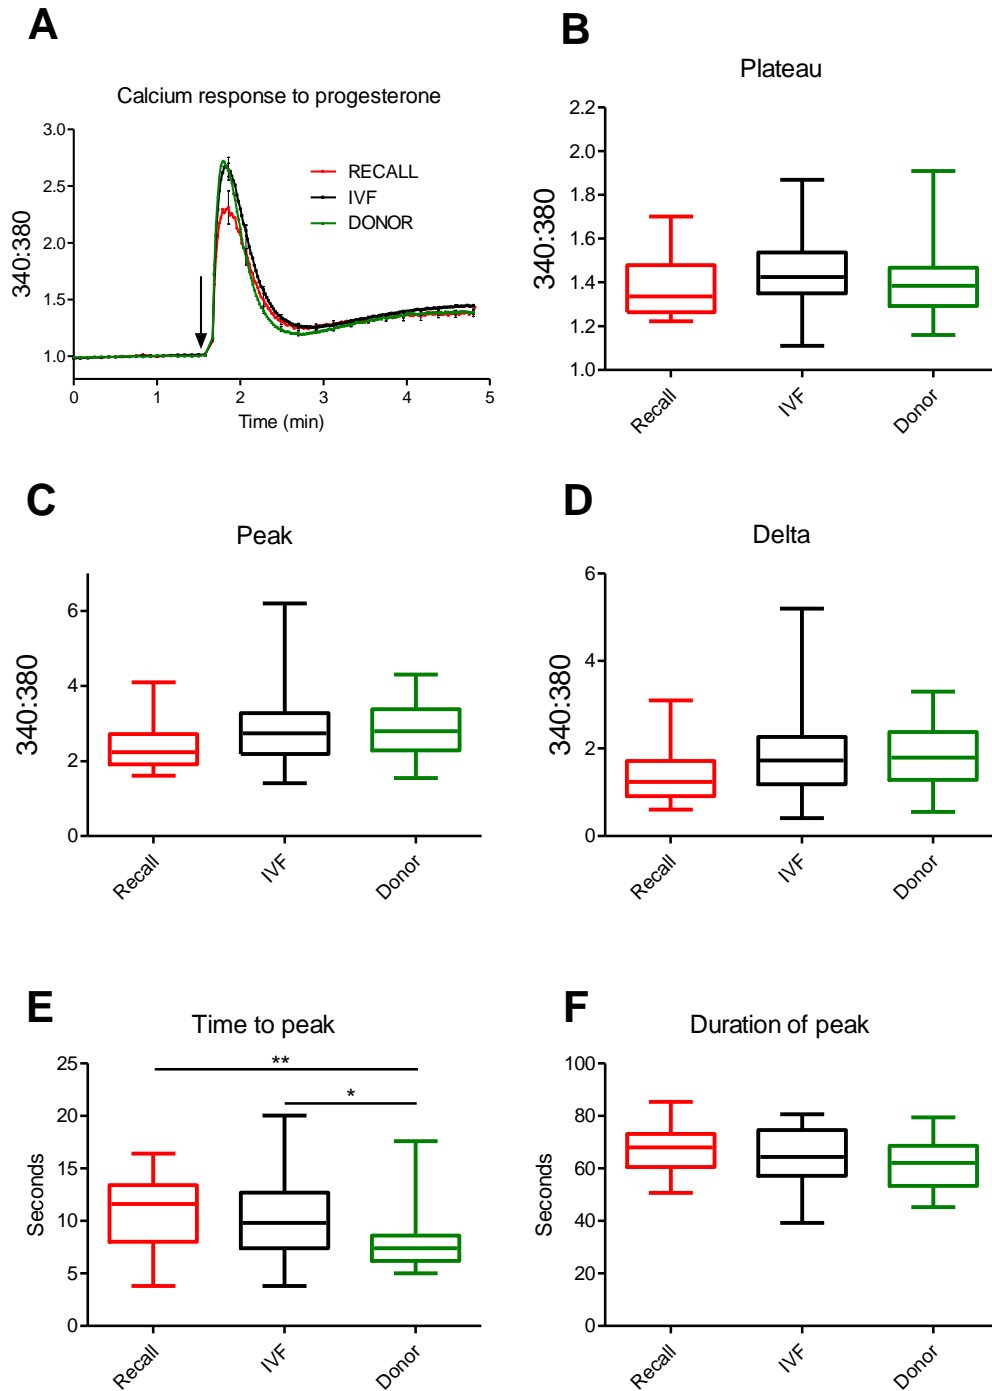 A
Calcium response to progesterone
340:380
3.0
2.5
2.0
1.5
1.0
0 1 2 3 4 5
Time (min)
RECALL
IVF
DONOR
B
Plateau
340:380
2.2
2.0
1.8
1.6
1.4
1.2
1.0
Recall IVF Donor
C
Peak
340:380
6
4
2
0
Recall IVF Donor
D
Delta
340:380
6
4
2
0
Recall IVF Donor
E
Time to peak
Seconds
25
20
15
10
5
0
**
*
Recall IVF Donor
F
Duration of peak
Seconds
100
80
60
40
20
0
Recall IVF Donor